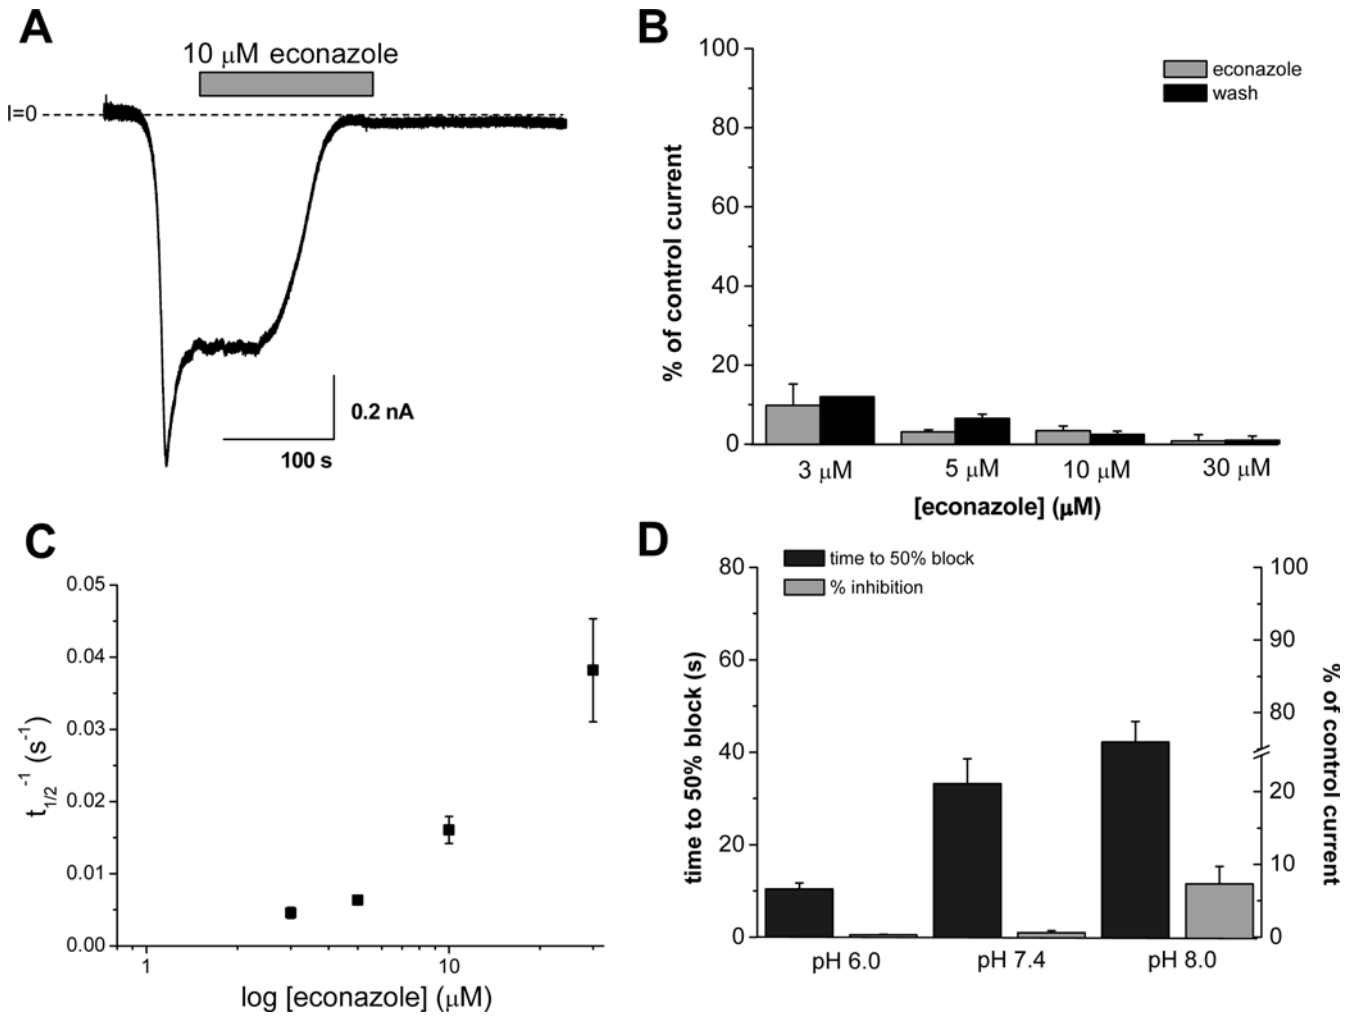 A
10 μM econazole
I=0
0.2 nA
100 s
B
% of control current
100
80
60
40
20
0
econazole
wash
3 μM
5 μM
10 μM
30 μM
[econazole] (μM)
C
t1/2-1 (s-1)
0.05
0.04
0.03
0.02
0.01
0.00
1
10
log [econazole] (μM)
D
time to 50% block
% inhibition
time to 50% block (s)
80
60
40
20
0
100
90
80
20
10
0
% of control current
pH 6.0
pH 7.4
pH 8.0